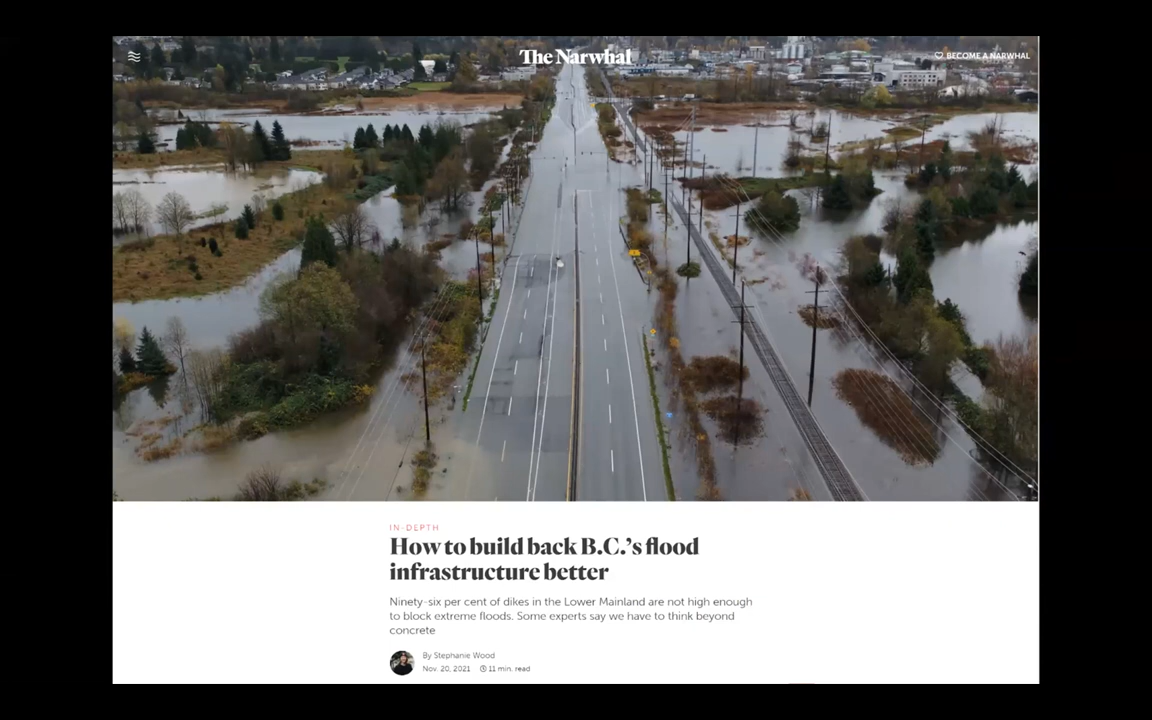 The Narwhal
BECOME A NARWHAL
IN-DEPTH
How to build back B.C.’s flood
infrastructure better
Ninety-six per cent of dikes in the Lower Mainland are not high enough
to block extreme floods. Some experts say we have to think beyond
concrete
By Stephanie Wood
Nov. 20, 2021 11 min. read